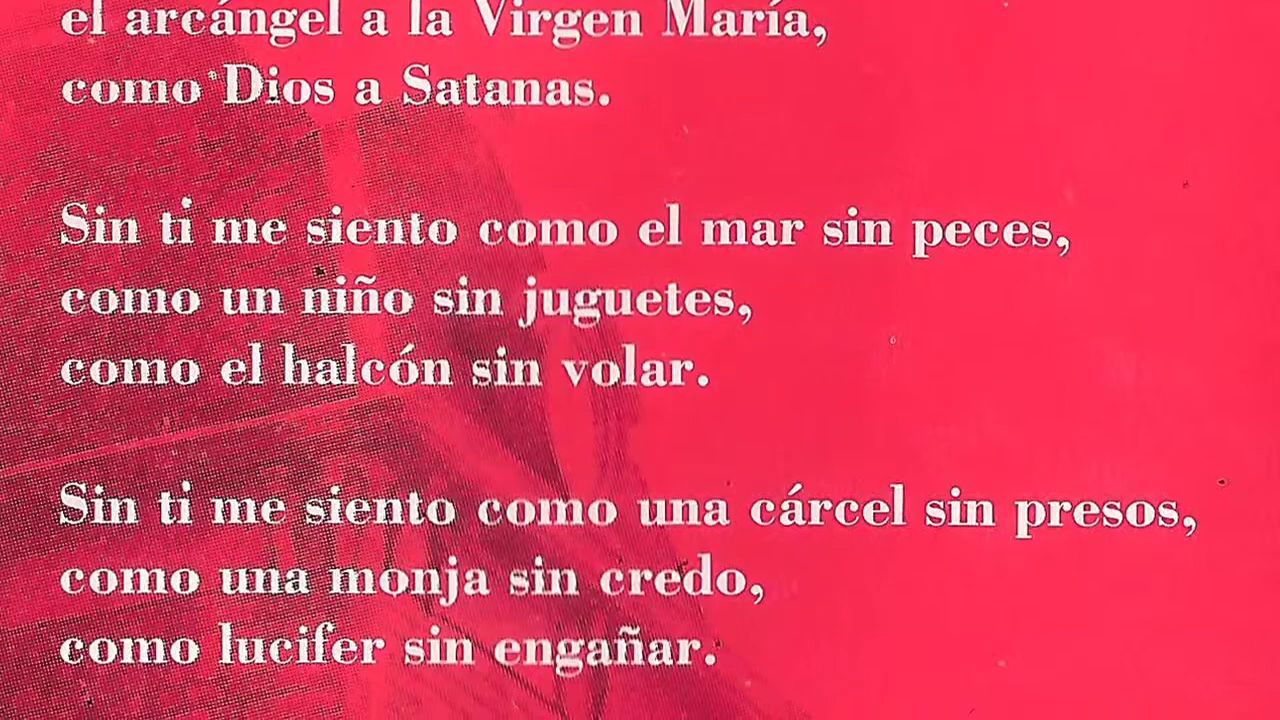 el arcángel a la Virgen María,
como Dios a Satanas.
Sin ti me siento como el mar sin peces,
como un niño sin juguetes,
como el halcón sin volar.
Sin ti me siento como una cárcel sin presos,
como una monja sin credo,
como lucifer sin engañar.